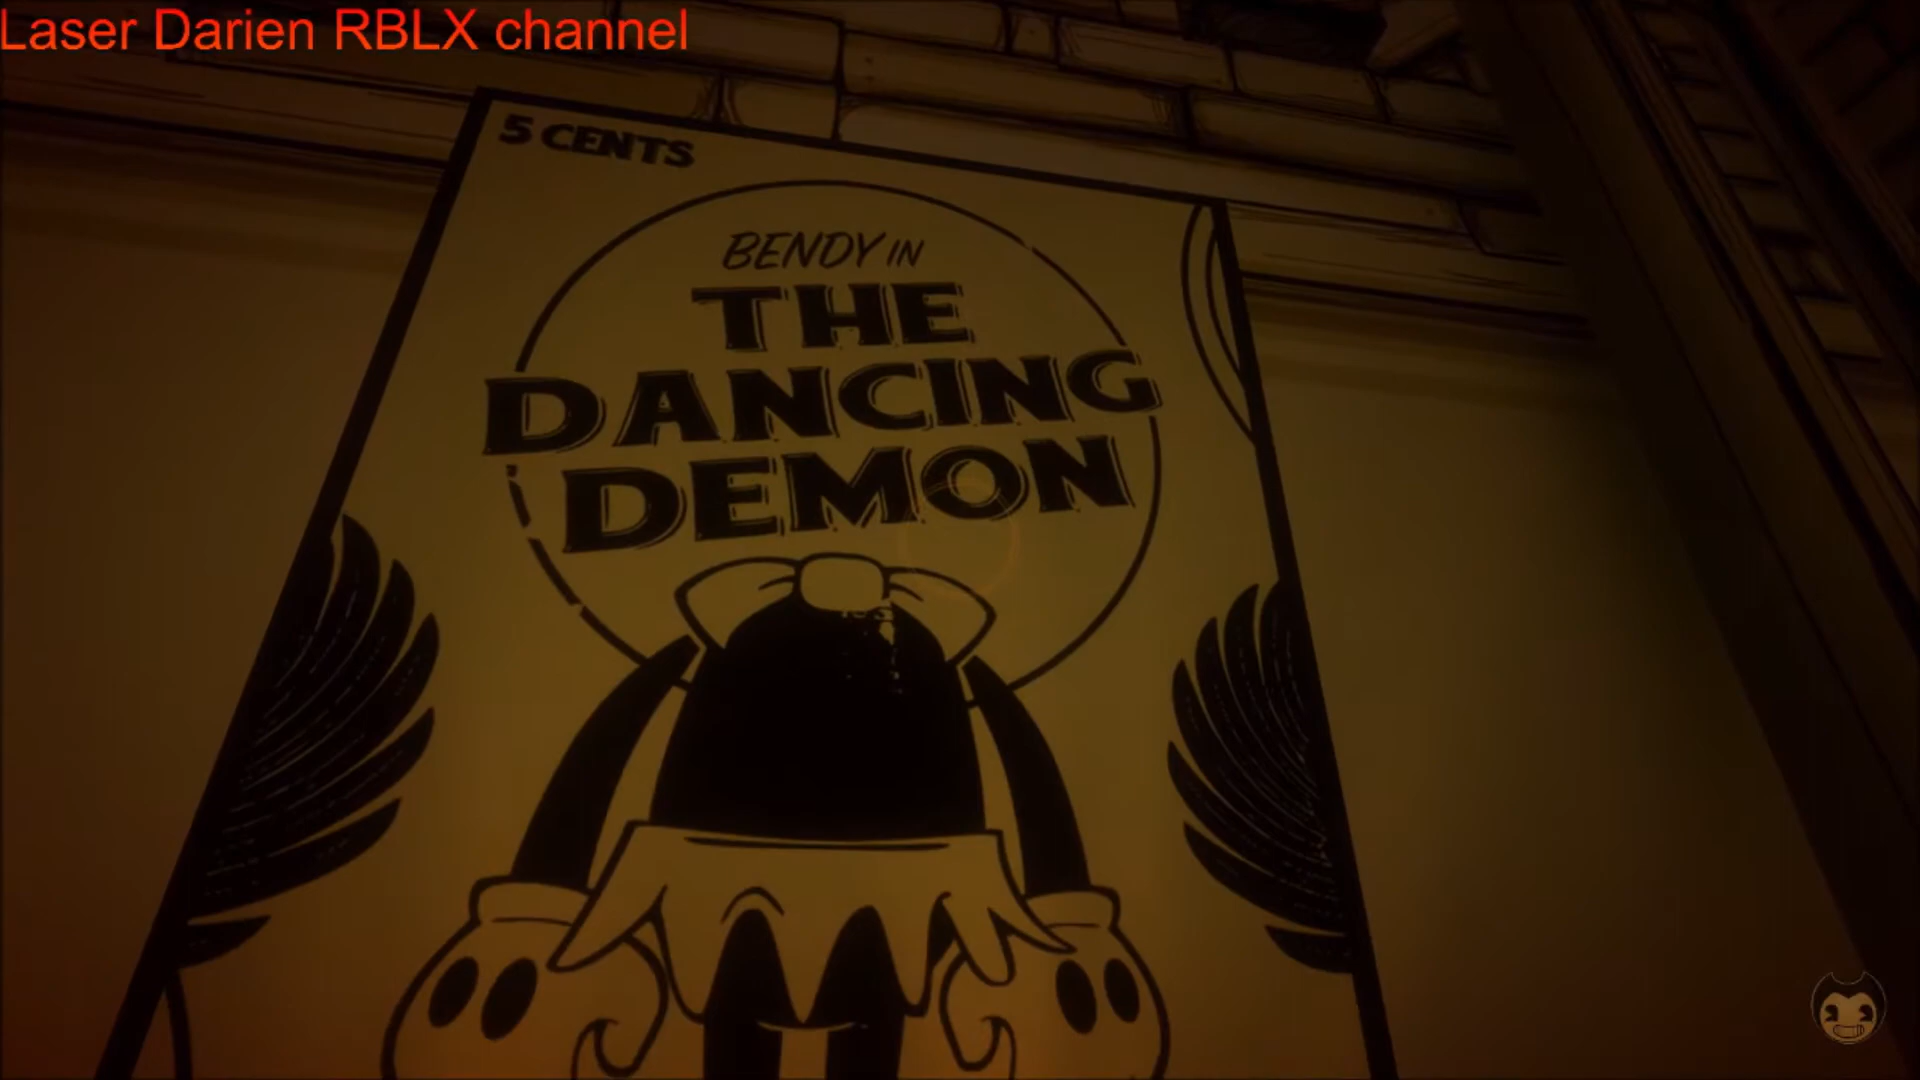 Laser Darien RBLX channel
5 CENTS
BENDY IN
THE
DANCING
DEMON